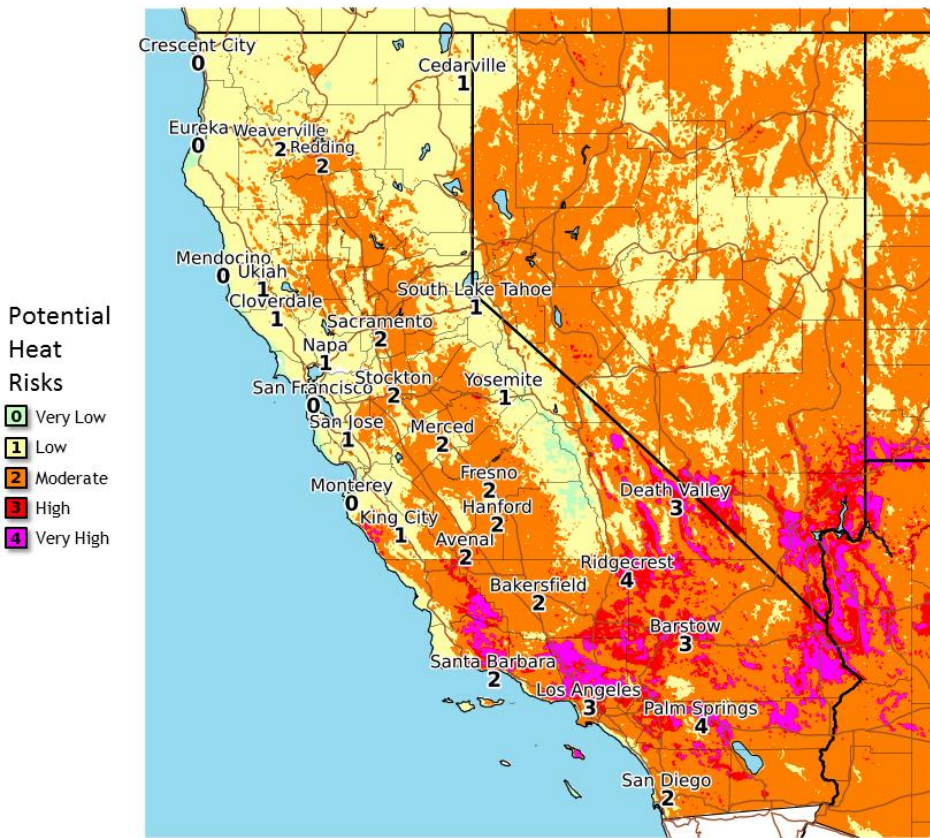 Crescent City
0
Cedarville
1
Eureka
0
Weaverville
2
Redding
2
Mendocino
0
Ukiah
1
Cloverdale
1
South Lake Tahoe
1
Sacramento
2
Napa
1
San Francisco
0
Stockton
2
Yosemite
1
San Jose
1
Merced
2
Monterey
0
Fresno
2
Death Valley
3
King City
1
Hanford
2
Avenal
2
Ridgecrest
4
Bakersfield
2
Barstow
3
Santa Barbara
2
Los Angeles
3
Palm Springs
4
San Diego
2
Potential
Heat
Risks
0 Very Low
1 Low
2 Moderate
3 High
4 Very High